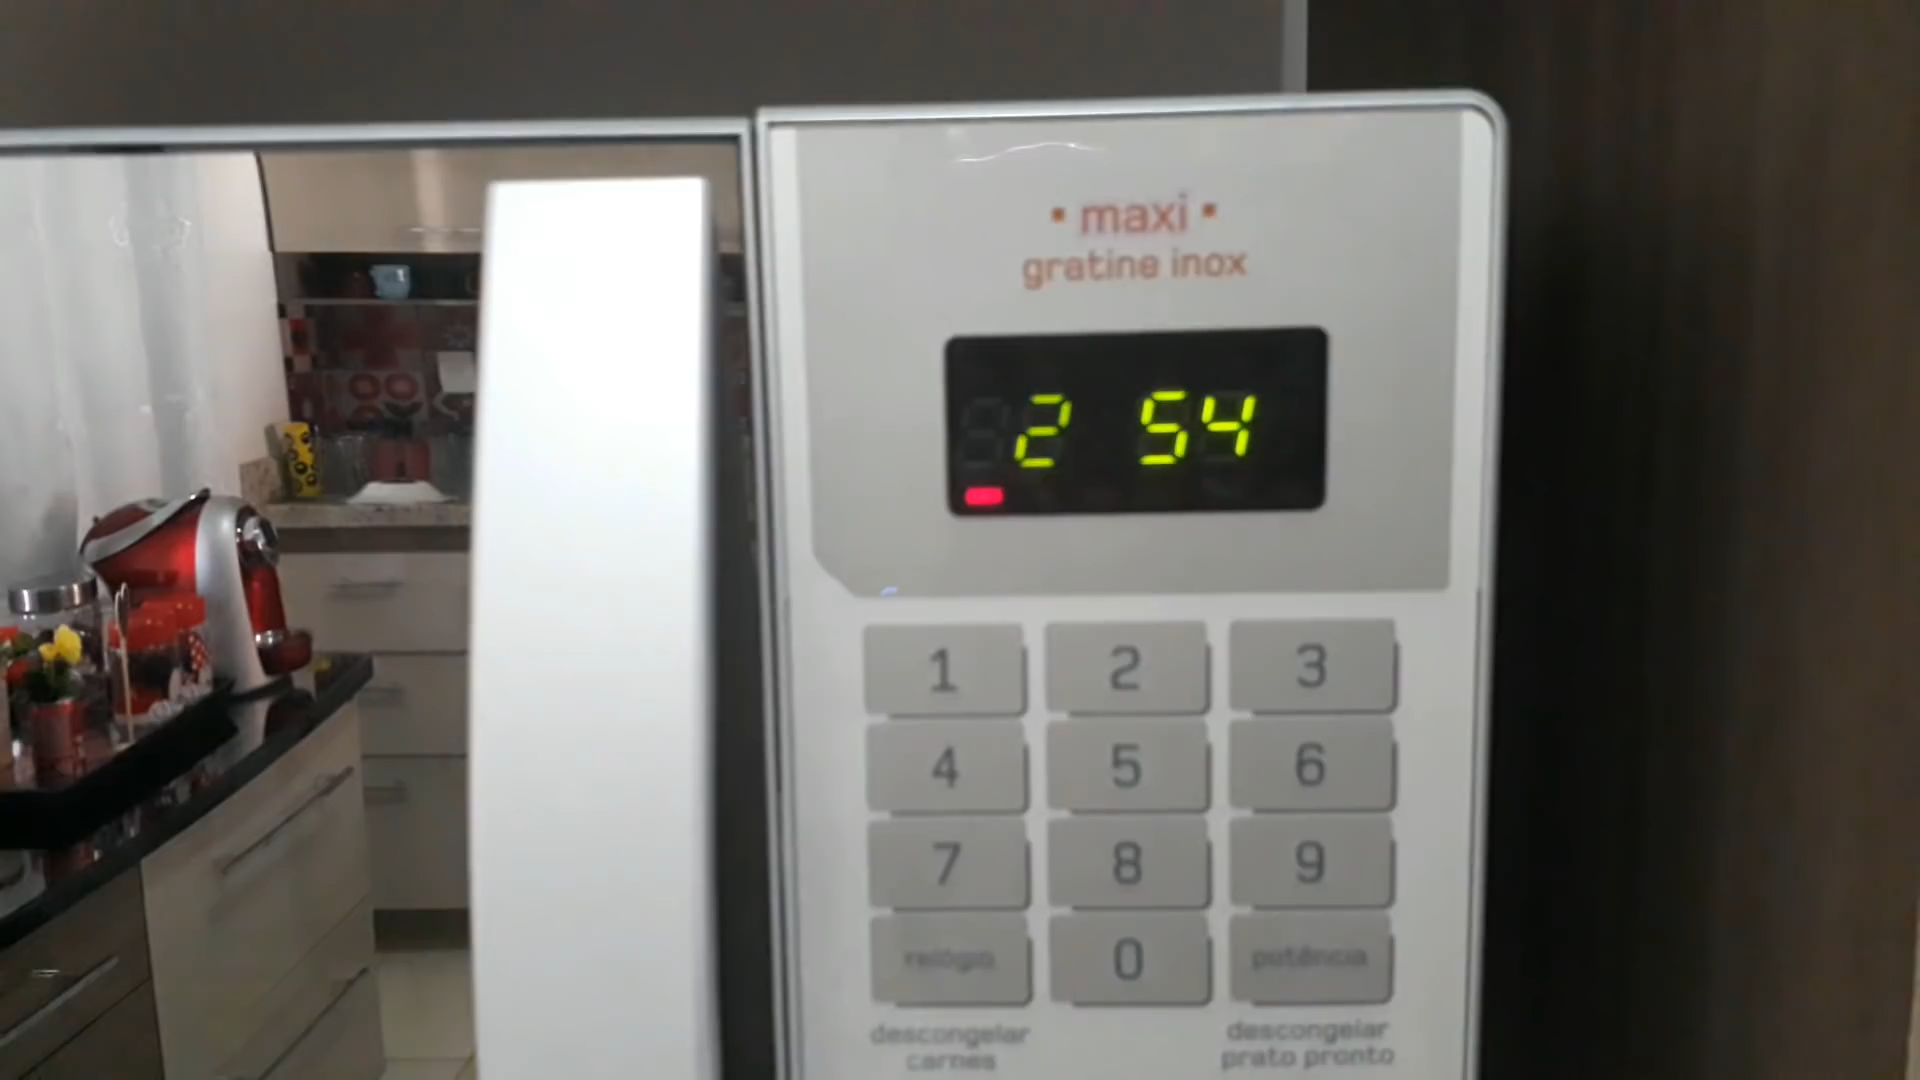 maxi
gratine inox
2 54
1 2 3
4 5 6
7 8 9
relógio 0 potência
descongelar carnes
descongelar prato pronto